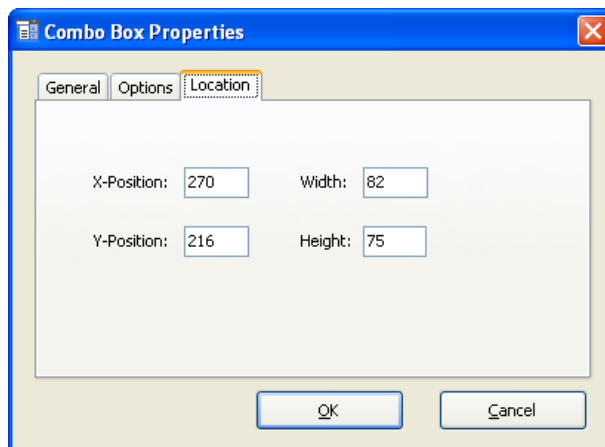 Combo Box Properties
General Options Location
X-Position: 270 Width: 82
Y-Position: 216 Height: 75
OK Cancel